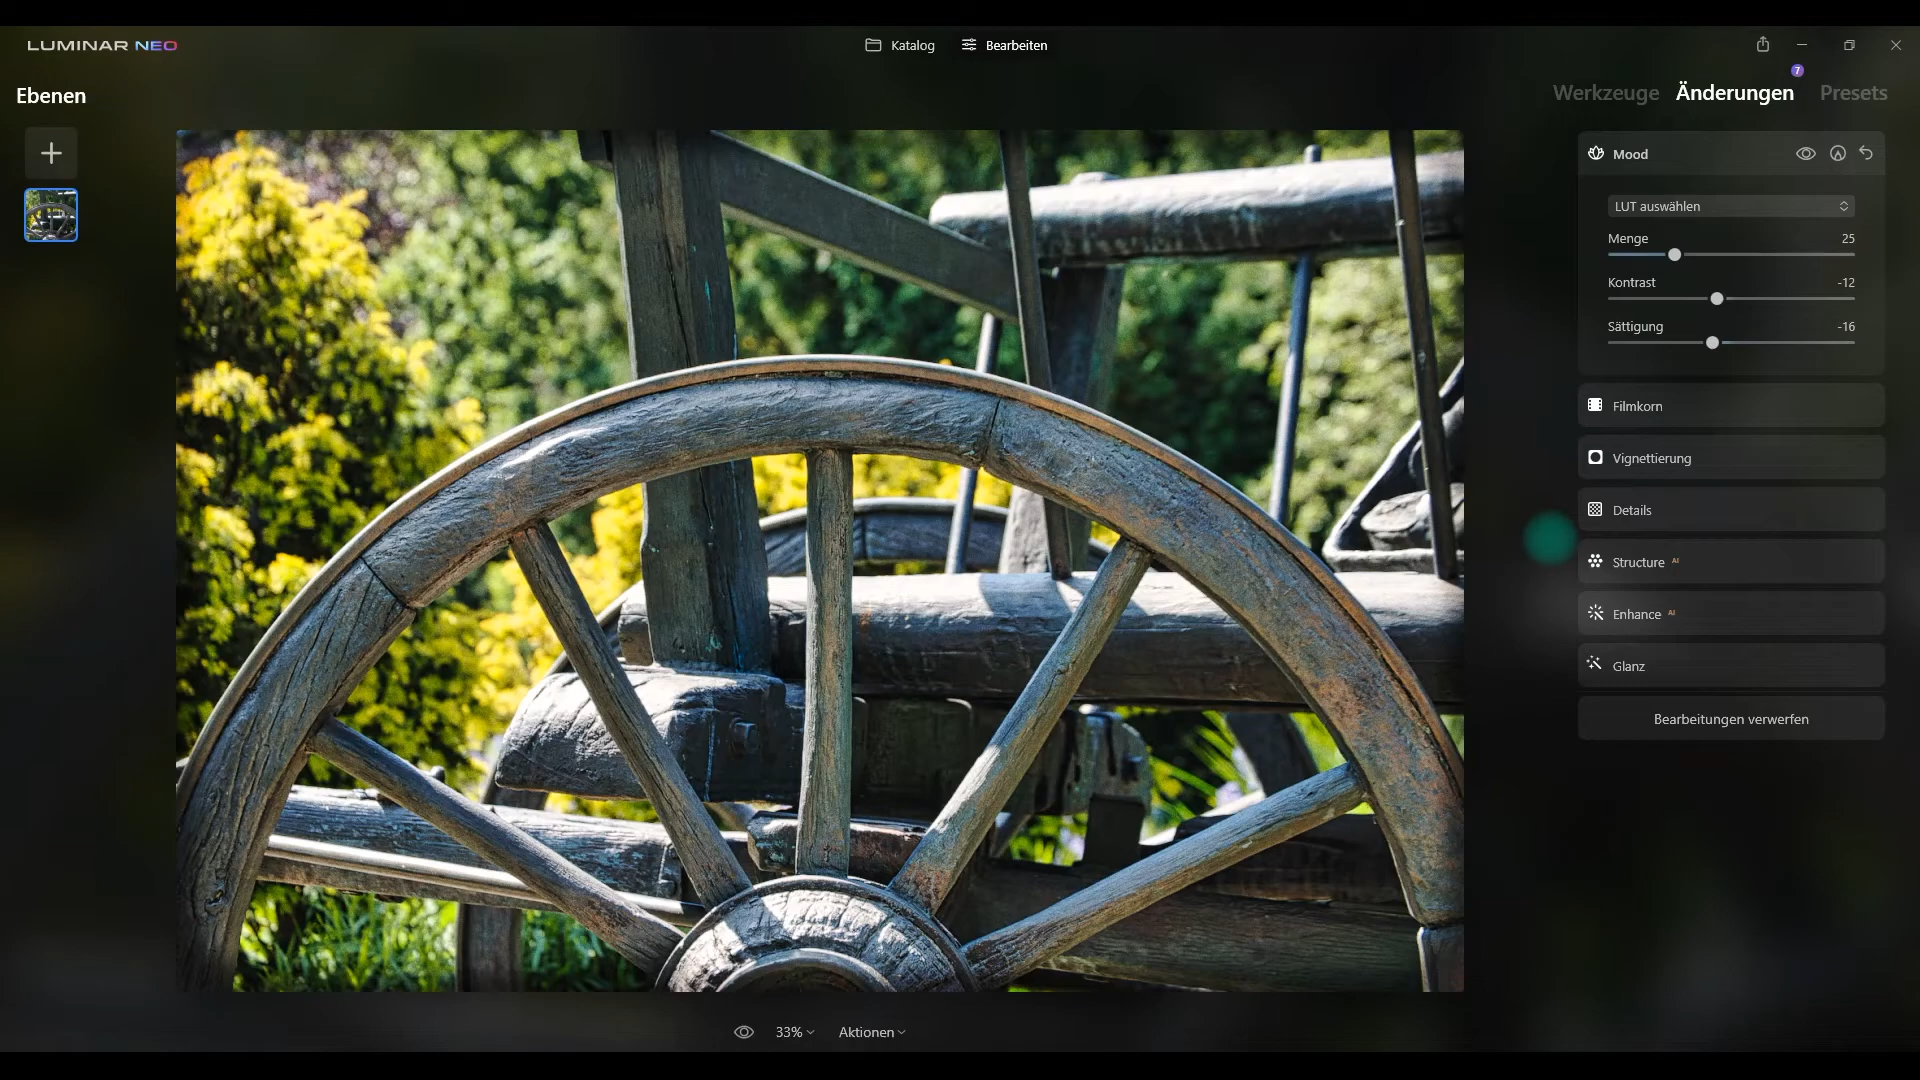 LUMINAR NEO
Katalog
Bearbeiten
7
Ebenen
Werkzeuge
Änderungen
Presets
Mood
LUT auswählen
Menge 25
Kontrast -12
Sättigung -16
Filmkorn
Vignettierung
Details
Structure AI
Enhance AI
Glanz
Bearbeitungen verwerfen
33%
Aktionen